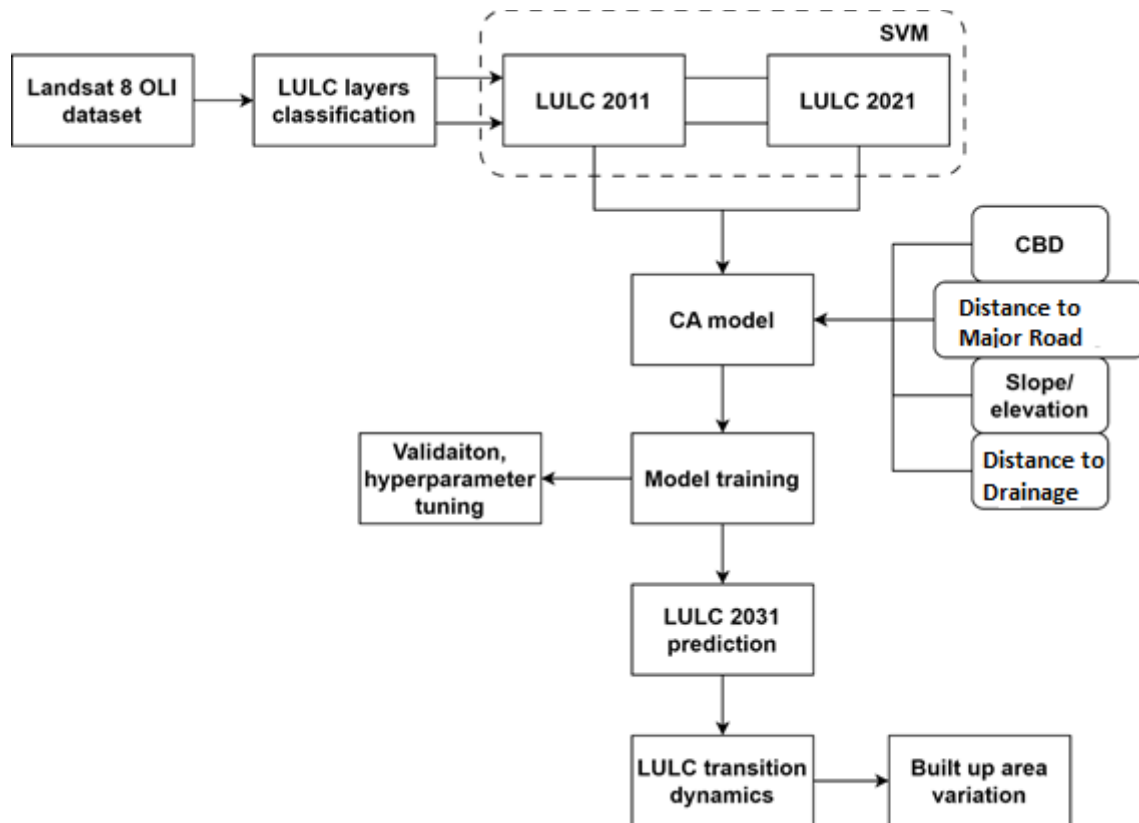 SVM
Landsat 8 OLI
dataset
LULC layers
classification
LULC 2011
LULC 2021
CBD
CA model
Distance to
Major Road
Slope/
elevation
Validaiton,
hyperparameter
tuning
Model training
Distance to
Drainage
LULC 2031
prediction
LULC transition
dynamics
Built up area
variation